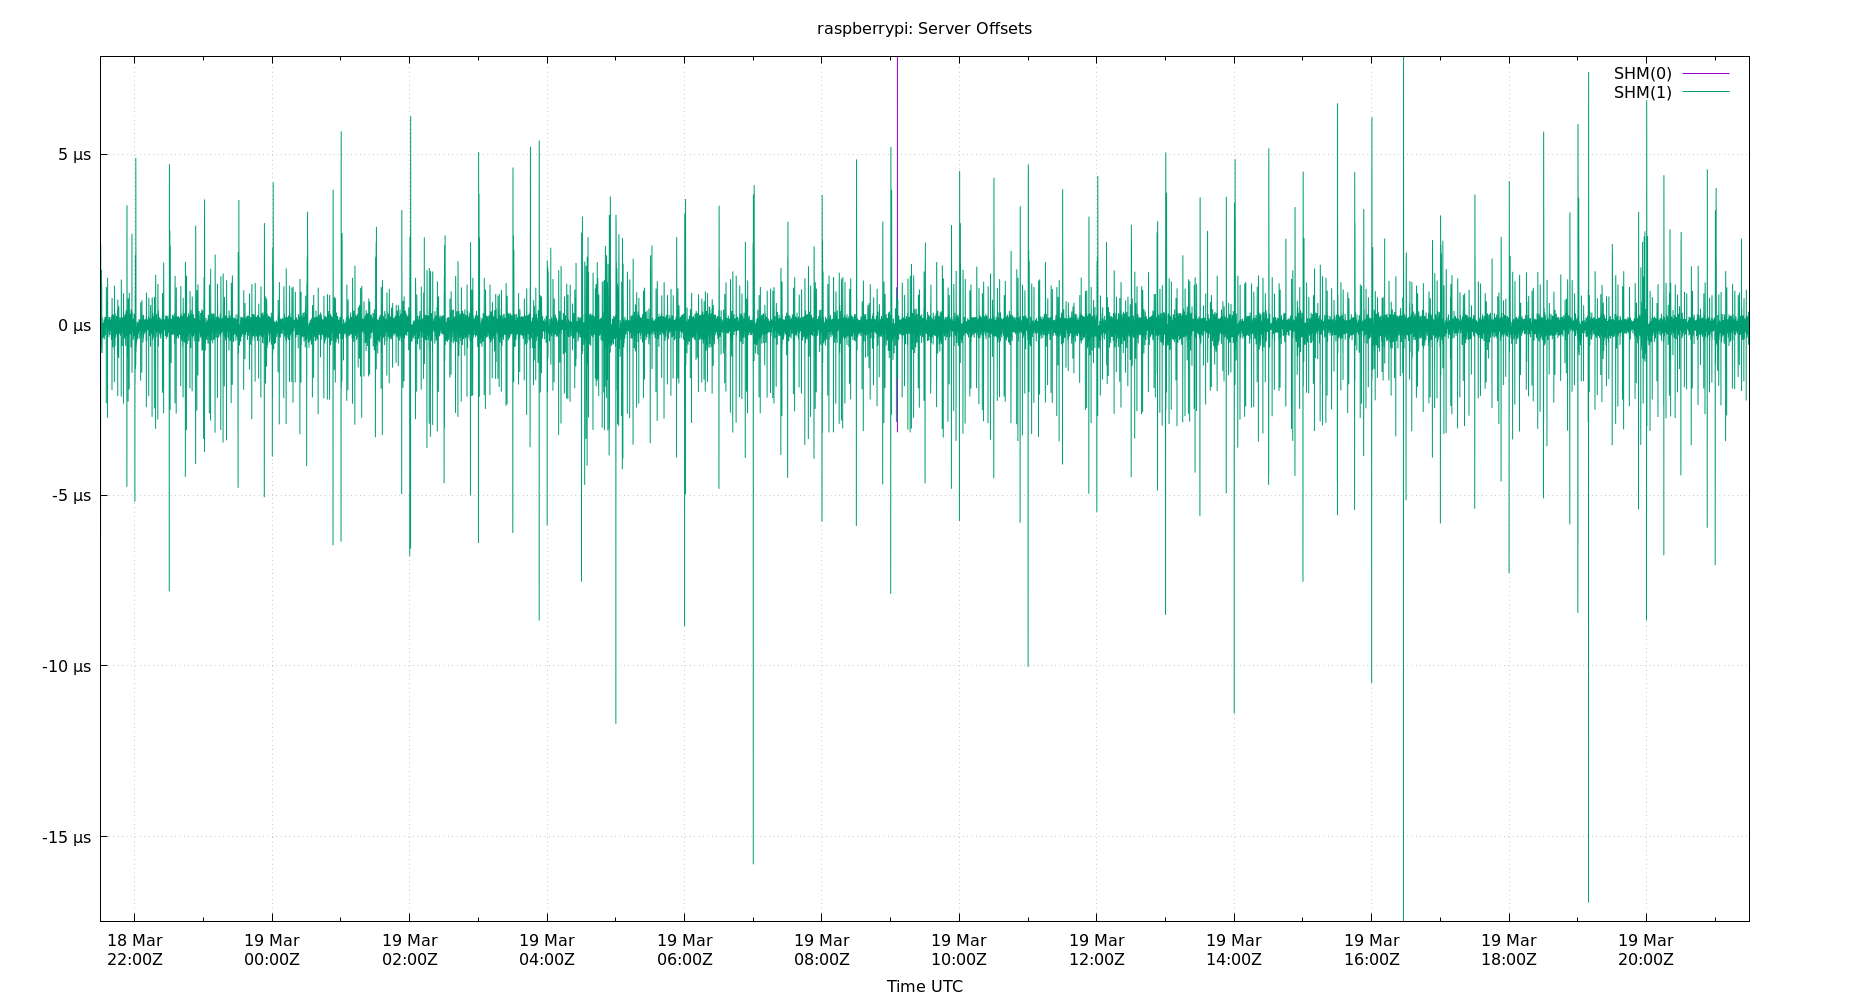 raspberrypi: Server Offsets
SHM(0)
SHM(1)
5 µs
0 µs
-5 µs
-10 µs
-15 µs
18 Mar 19 Mar 19 Mar 19 Mar 19 Mar 19 Mar 19 Mar 19 Mar 19 Mar 19 Mar 19 Mar 19 Mar
22:00Z 00:00Z 02:00Z 04:00Z 06:00Z 08:00Z 10:00Z 12:00Z 14:00Z 16:00Z 18:00Z 20:00Z
Time UTC